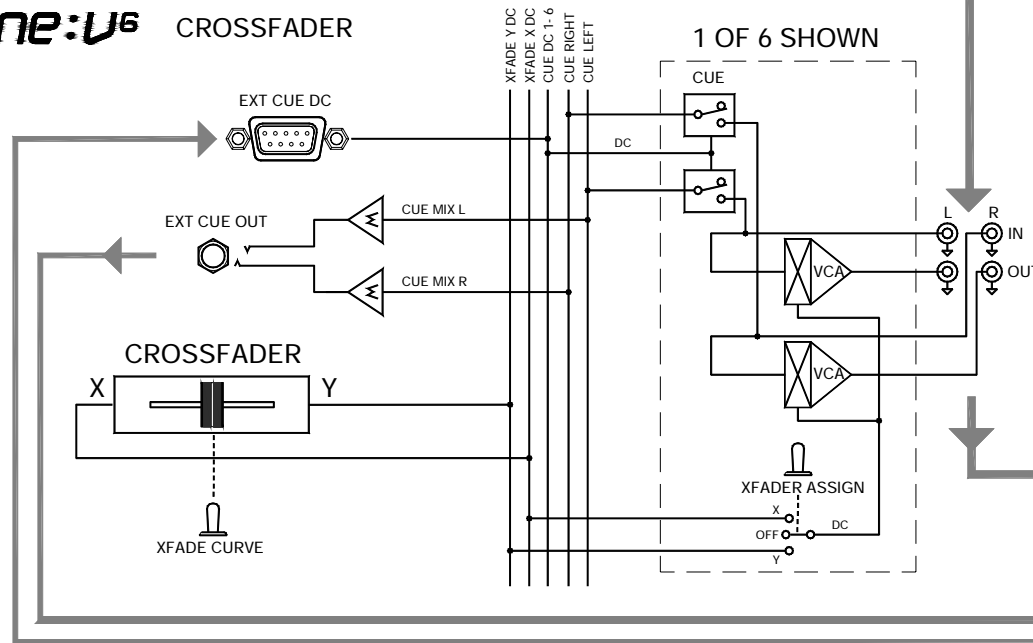 ne:V6
CROSSFADER
XFADE Y DC
XFADE X DC
CUE DC 1- 6
CUE RIGHT
CUE LEFT
1 OF 6 SHOWN
CUE
EXT CUE DC
DC
EXT CUE OUT
CUE MIX L
L
R
IN
VCA
OUT
CUE MIX R
CROSSFADER
X
Y
VCA
XFADER ASSIGN
X
OFF
DC
Y
XFADE CURVE